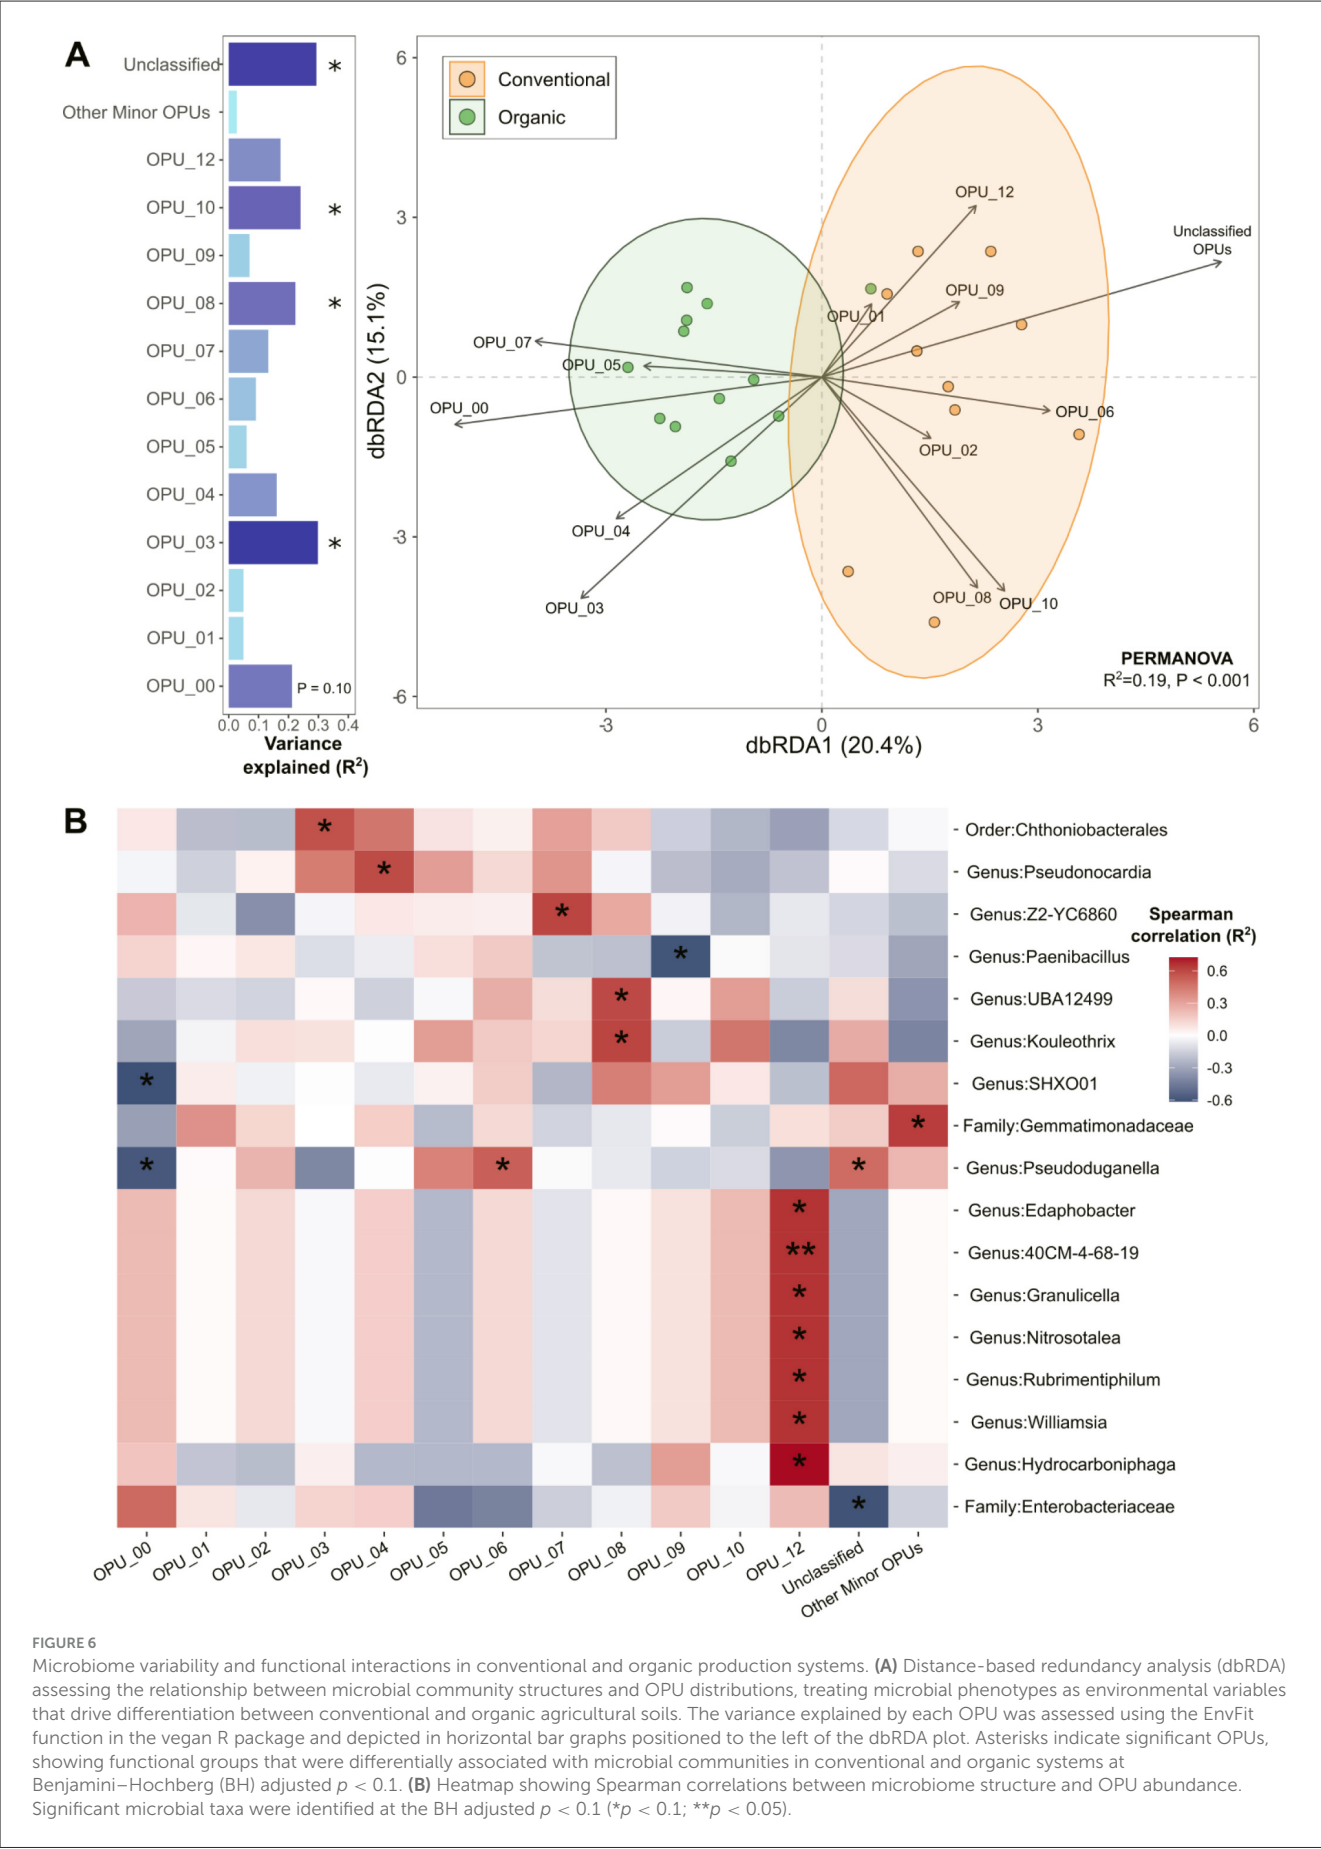 A
Unclassified
Other Minor OPUs
OPU_12
OPU_10
OPU_09
OPU_08
OPU_07
OPU_06
OPU_05
OPU_04
OPU_03
OPU_02
OPU_01
OPU_00
*
*
*
*
P = 0.10
0.0 0.1 0.2 0.3 0.4
Variance
explained (R²)
Conventional
Organic
6
3
0
-3
-6
dbRDA2 (15.1%)
OPU_12
Unclassified
OPUs
OPU_09
OPU_01
OPU_07
OPU_05
OPU_00
OPU_06
OPU_02
OPU_04
OPU_03
OPU_08
OPU_10
PERMANOVA
R²=0.19, P < 0.001
-3 0 3 6
dbRDA1 (20.4%)
B
* - Order:Chthoniobacterales
* - Genus:Pseudonocardia
* - Genus:Z2-YC6860
* - Genus:Paenibacillus
* - Genus:UBA12499
* - Genus:Kouleothrix
* - Genus:SHXO01
* - Family:Gemmatimonadaceae
* * * - Genus:Pseudoduganella
* - Genus:Edaphobacter
** - Genus:40CM-4-68-19
* - Genus:Granulicella
* - Genus:Nitrosotalea
* - Genus:Rubrimentiphilum
* - Genus:Williamsia
* - Genus:Hydrocarboniphaga
* - Family:Enterobacteriaceae
Spearman
correlation (R²)
0.6
0.3
0.0
-0.3
-0.6
OPU_00 OPU_01 OPU_02 OPU_03 OPU_04 OPU_05 OPU_06 OPU_07 OPU_08 OPU_09 OPU_10 OPU_12 Unclassified Other Minor OPUs
FIGURE 6
Microbiome variability and functional interactions in conventional and organic production systems. (A) Distance-based redundancy analysis (dbRDA)
assessing the relationship between microbial community structures and OPU distributions, treating microbial phenotypes as environmental variables
that drive differentiation between conventional and organic agricultural soils. The variance explained by each OPU was assessed using the EnvFit
function in the vegan R package and depicted in horizontal bar graphs positioned to the left of the dbRDA plot. Asterisks indicate significant OPUs,
showing functional groups that were differentially associated with microbial communities in conventional and organic systems at
Benjamini–Hochberg (BH) adjusted p < 0.1. (B) Heatmap showing Spearman correlations between microbiome structure and OPU abundance.
Significant microbial taxa were identified at the BH adjusted p < 0.1 (*p < 0.1; **p < 0.05).